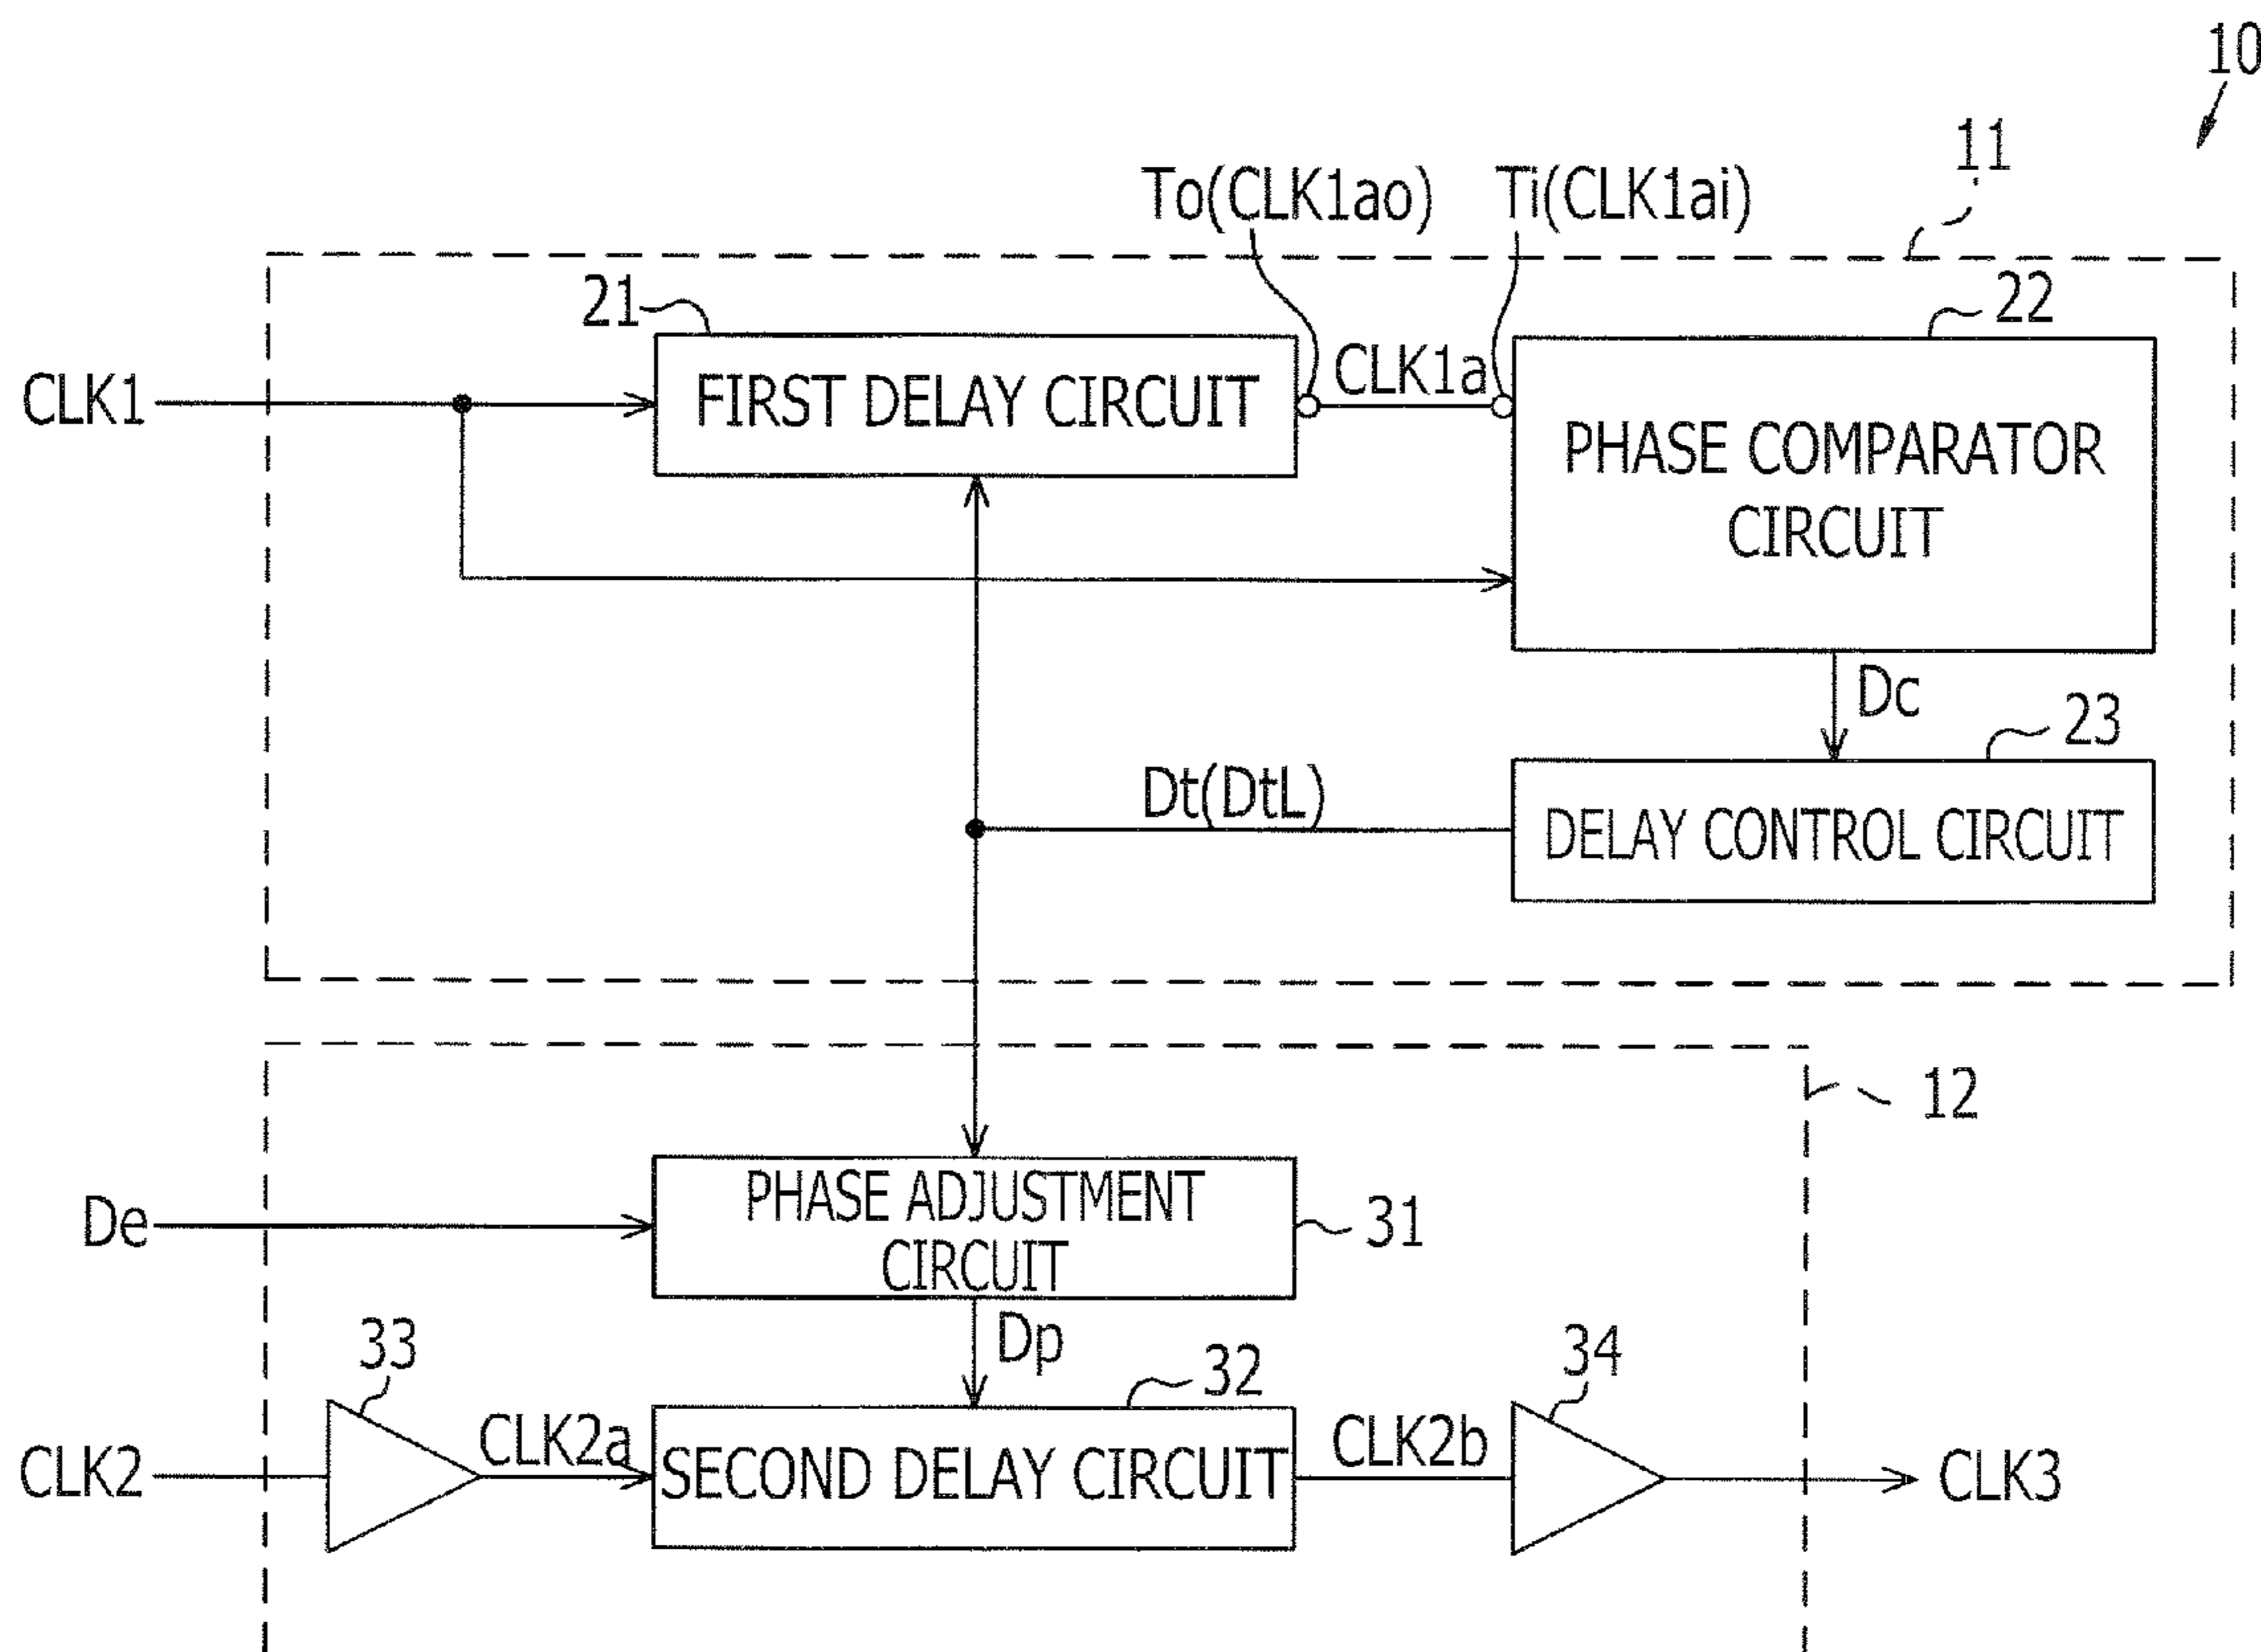 10
11
To(CLK1ao)
Ti(CLK1ai)
21
22
CLK1
FIRST DELAY CIRCUIT
CLK1a
PHASE COMPARATOR
CIRCUIT
Dc
23
Dt(DtL)
DELAY CONTROL CIRCUIT
12
De
PHASE ADJUSTMENT
CIRCUIT
31
33
Dp
32
34
CLK2
CLK2a
SECOND DELAY CIRCUIT
CLK2b
CLK3